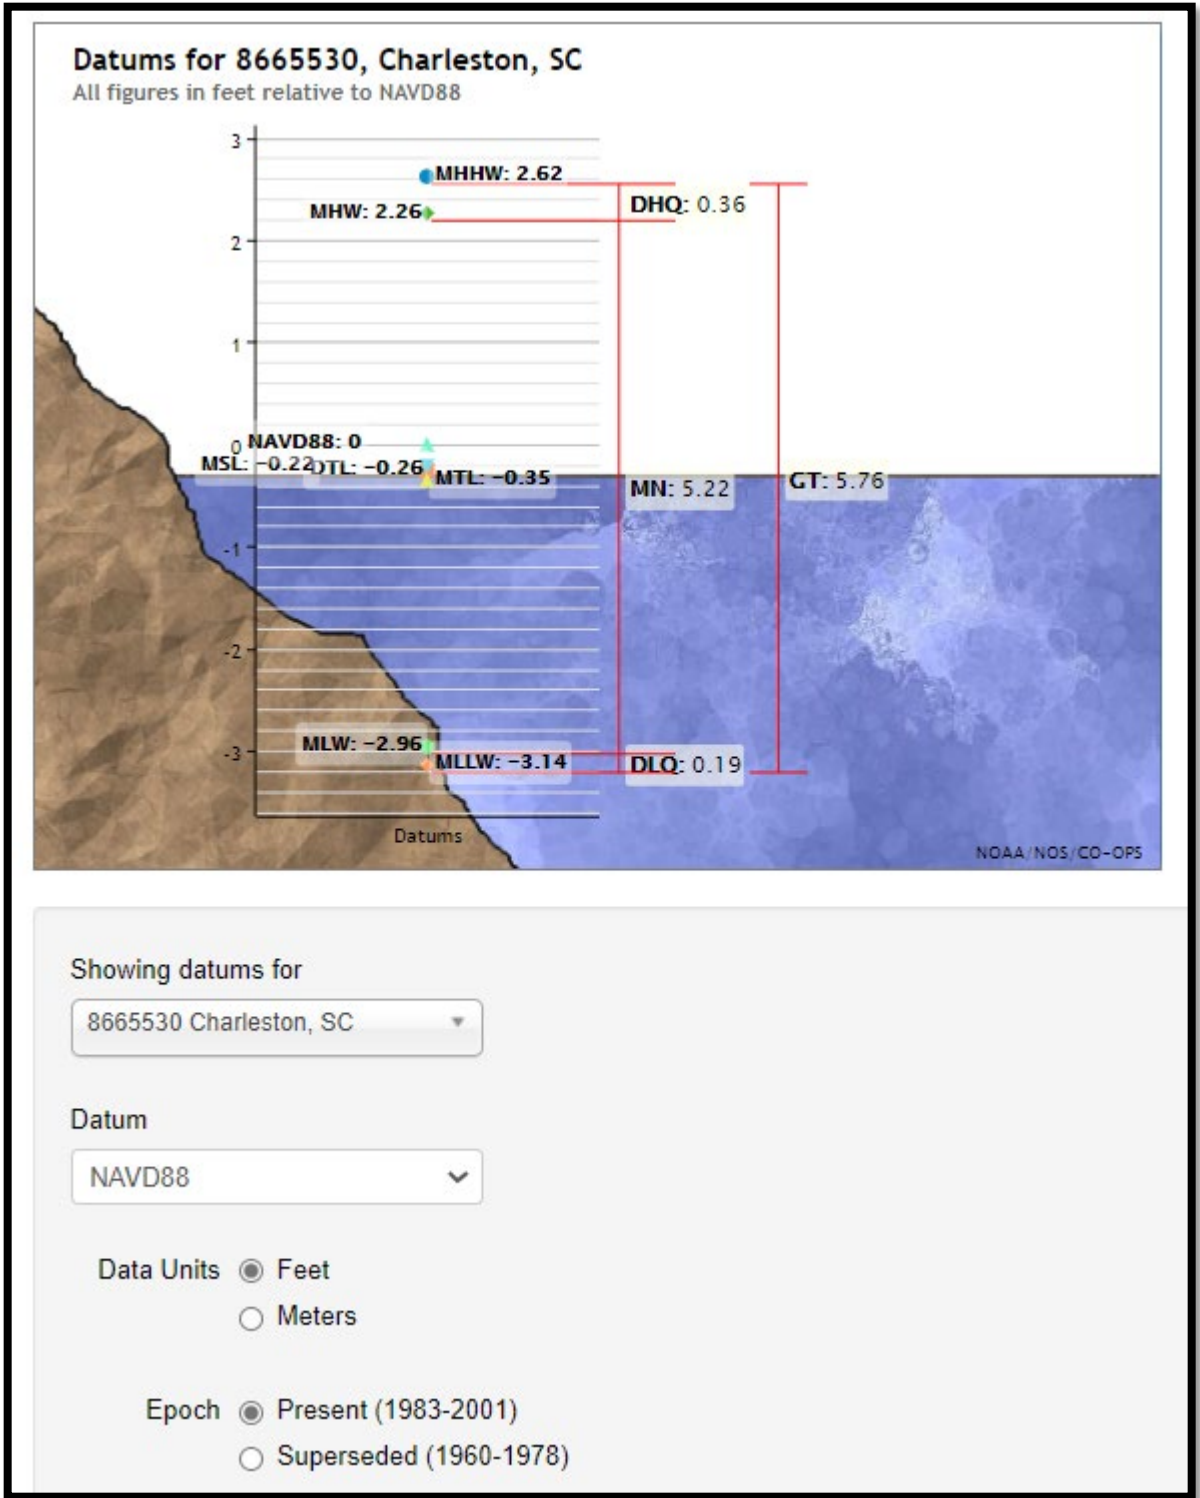 Datums for 8665530, Charleston, SC
All figures in feet relative to NAVD88
3
MHHW: 2.62
DHQ: 0.36
MHW: 2.26
2
1
0
NAVD88: 0
MSL: −0.22
DTL: −0.26
MTL: −0.35
MN: 5.22
GT: 5.76
-1
-2
MLW: −2.96
-3
MLLW: −3.14
DLQ: 0.19
Datums
NOAA/NOS/CO-OPS
Showing datums for
8665530 Charleston, SC
Datum
NAVD88
Data Units Feet
Meters
Epoch Present (1983-2001)
Superseded (1960-1978)